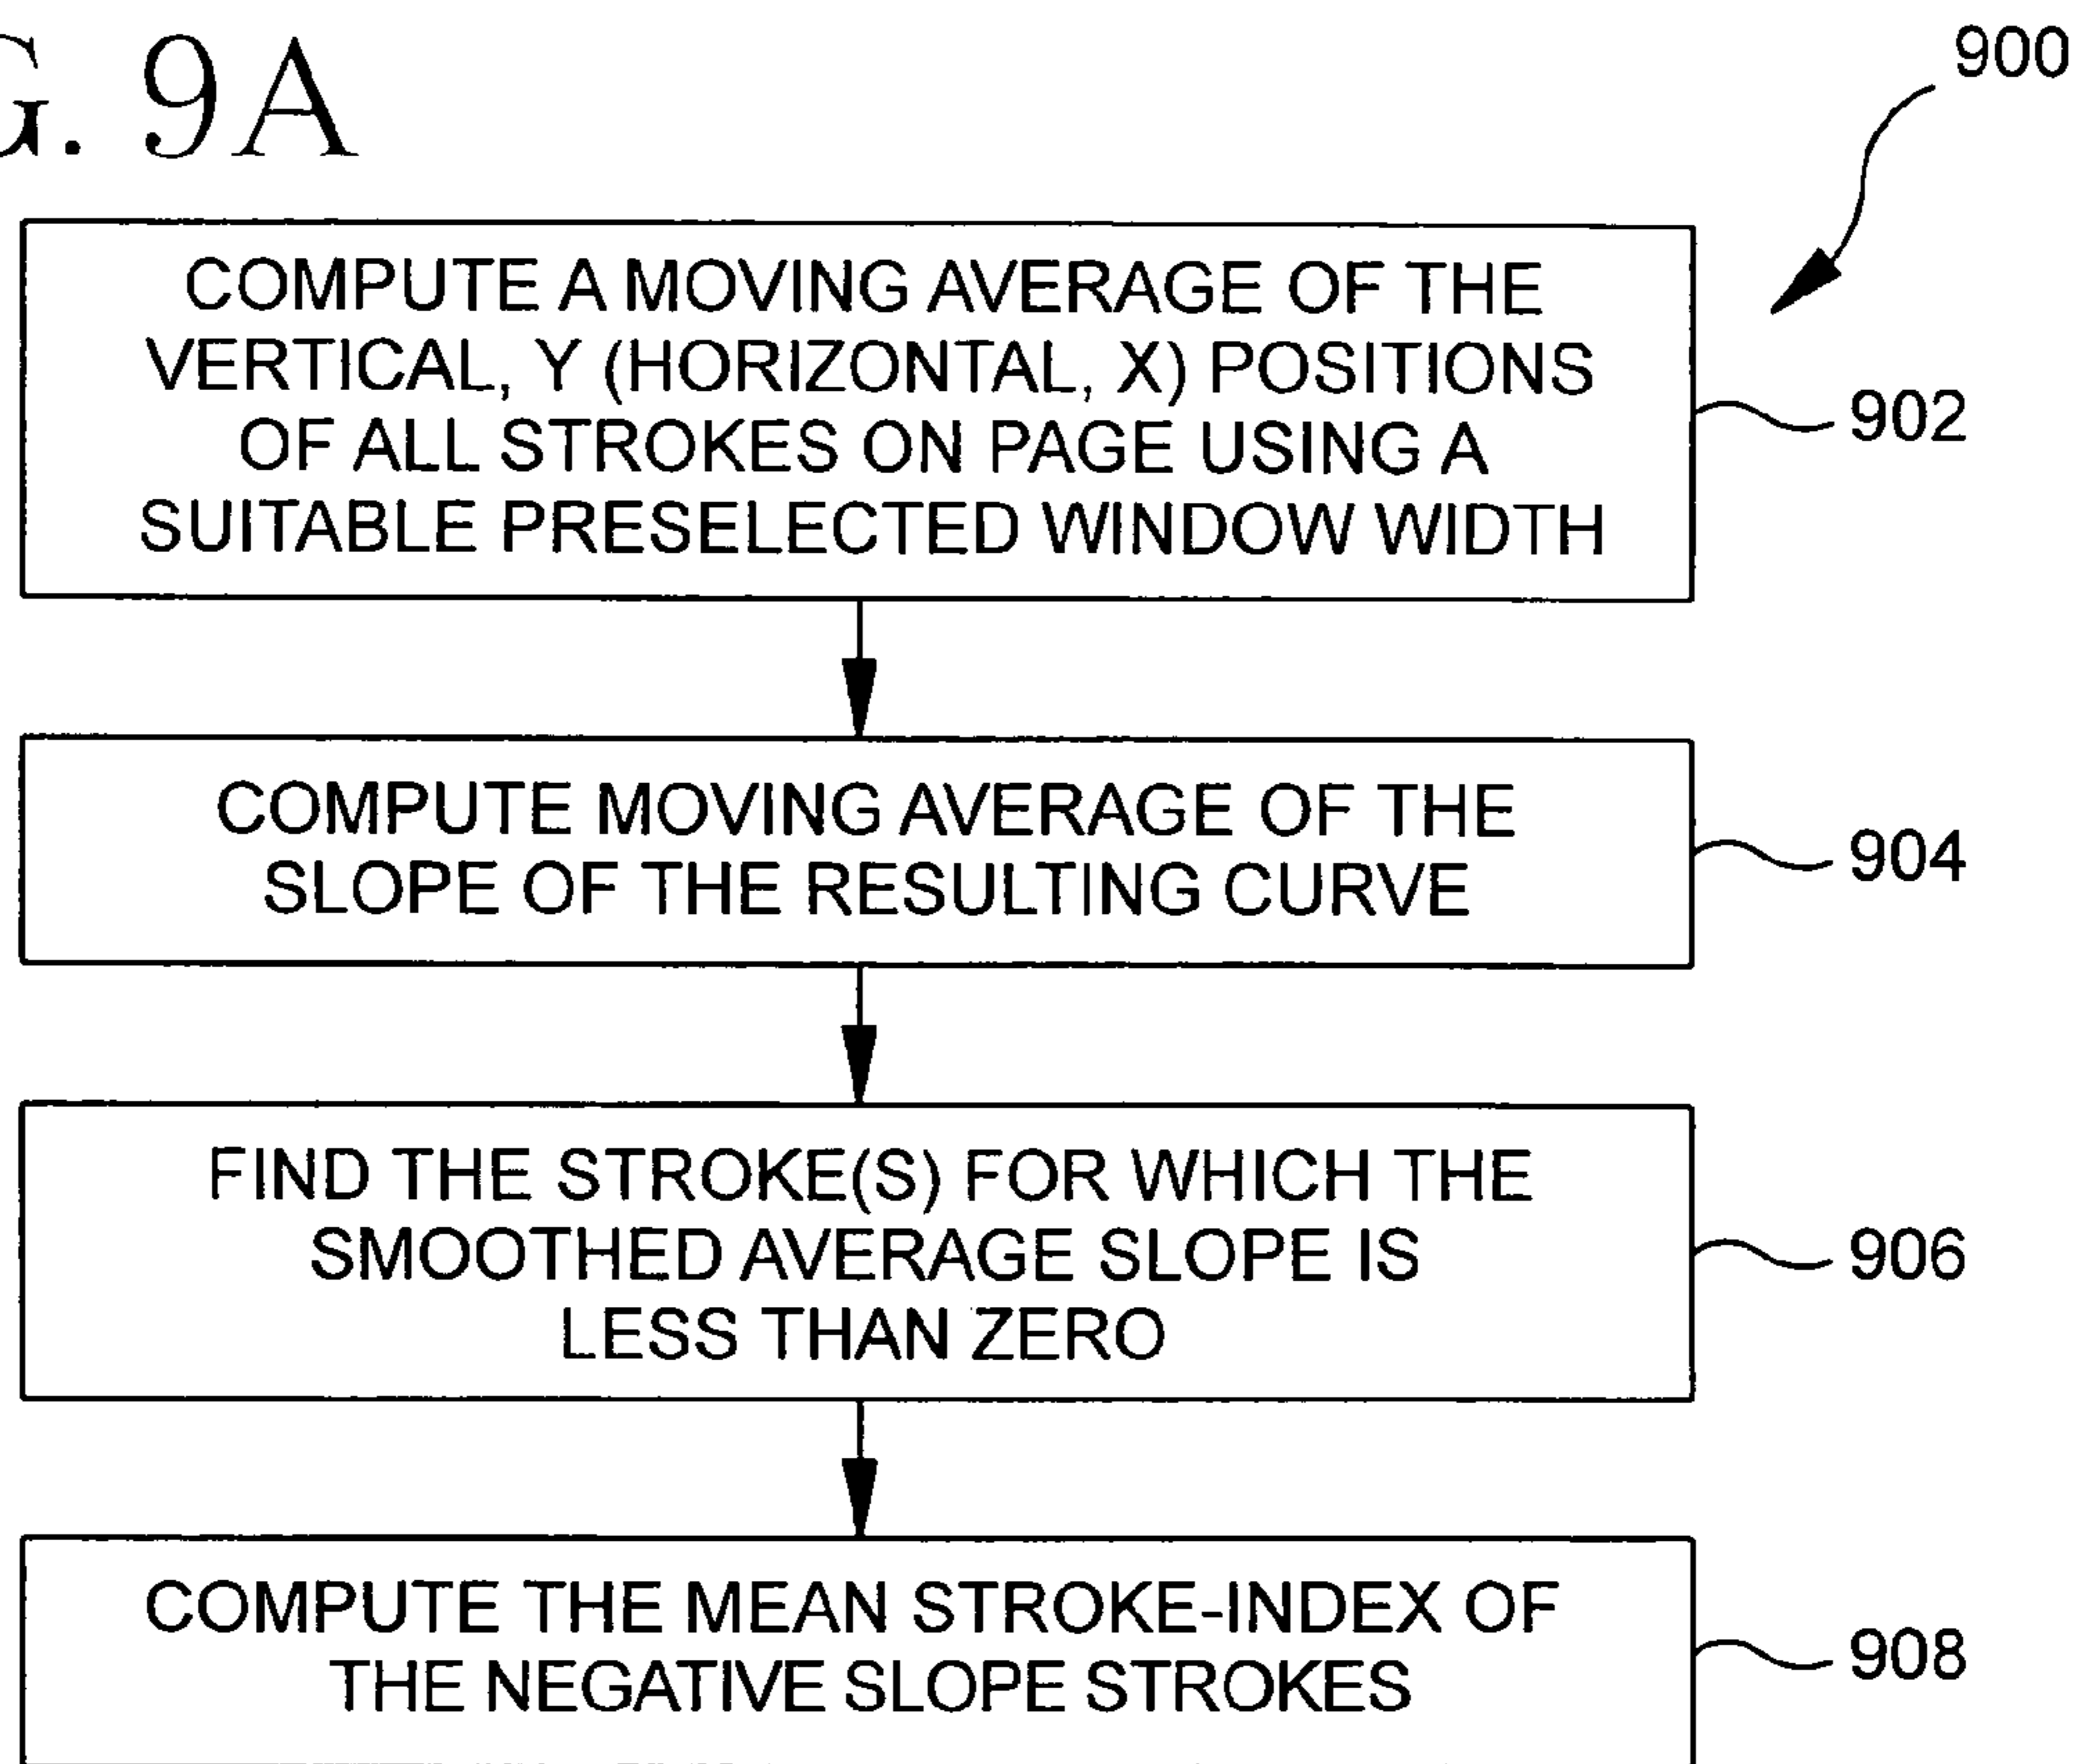 G. 9A
900
COMPUTE A MOVING AVERAGE OF THE
VERTICAL, Y (HORIZONTAL, X) POSITIONS
OF ALL STROKES ON PAGE USING A
SUITABLE PRESELECTED WINDOW WIDTH
902
COMPUTE MOVING AVERAGE OF THE
SLOPE OF THE RESULTING CURVE
904
FIND THE STROKE(S) FOR WHICH THE
SMOOTHED AVERAGE SLOPE IS
LESS THAN ZERO
906
COMPUTE THE MEAN STROKE-INDEX OF
THE NEGATIVE SLOPE STROKES
908